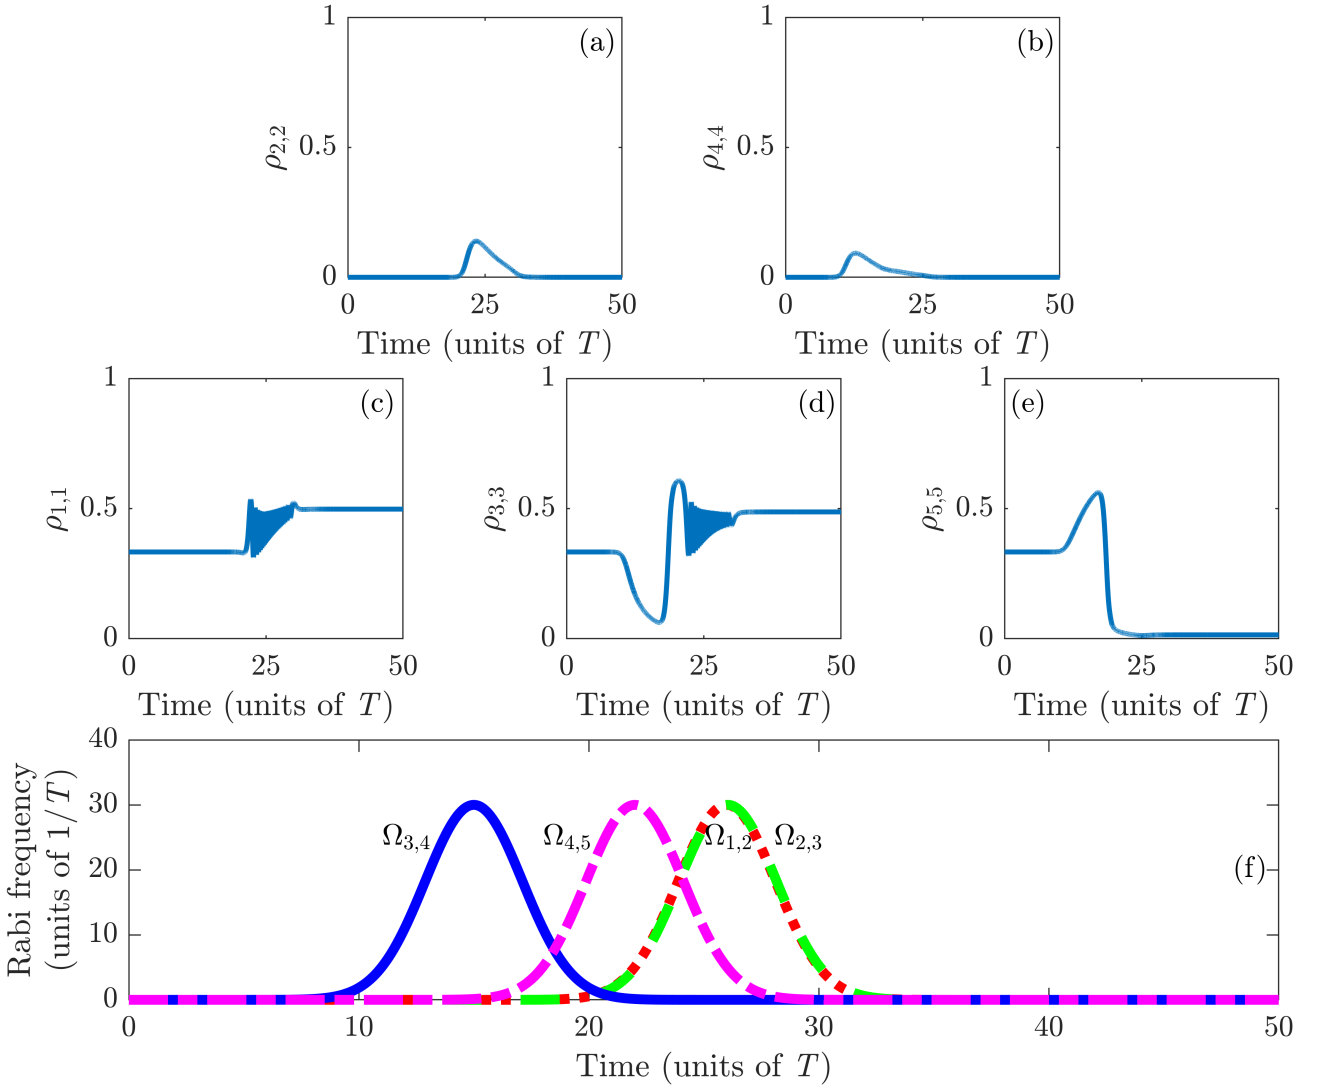 1
(a)
0.5
ρ2,2
0
0 25 50
Time (units of T)
1
(b)
0.5
ρ4,4
0
0 25 50
Time (units of T)
1
(c)
0.5
ρ1,1
0
0 25 50
Time (units of T)
1
(d)
0.5
ρ3,3
0
0 25 50
Time (units of T)
1
(e)
0.5
ρ5,5
0
0 25 50
Time (units of T)
40
30
20
10
0
Rabi frequency
(units of 1/T)
Ω3,4 Ω4,5 Ω1,2 Ω2,3
(f)
0 10 20 30 40 50
Time (units of T)